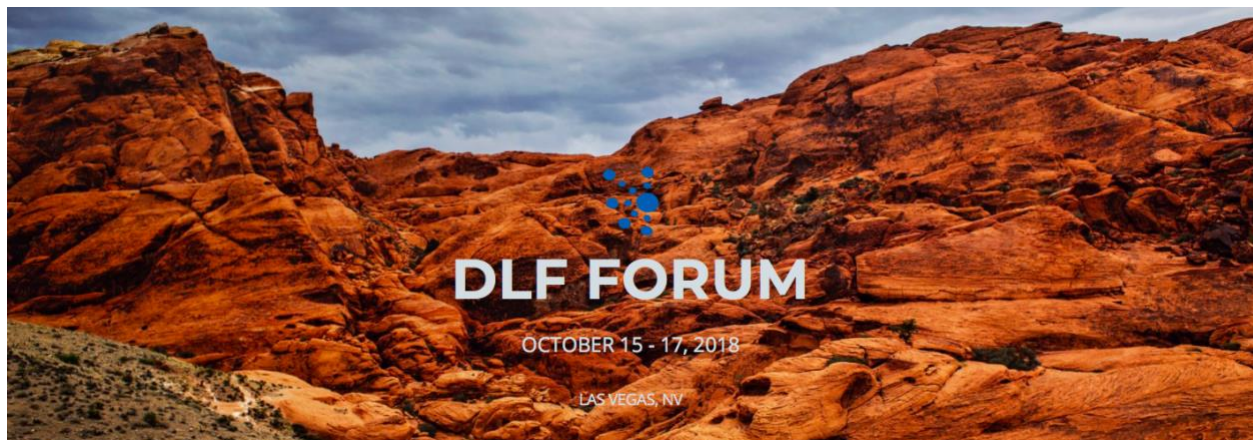 DLF FORUM
OCTOBER 15 - 17, 2018
LAS VEGAS, NV